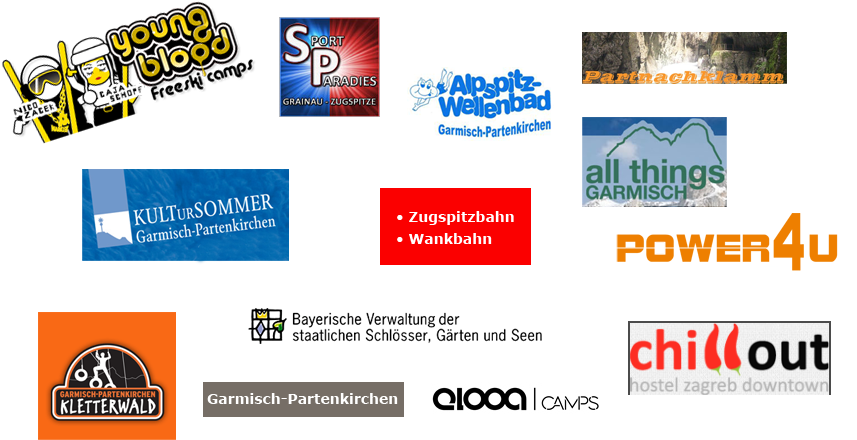 young
blood
Freeski camps
NICO
ZACEK
TAJAN
SCHOPF
SPORT
PARADIES
GRAINAU - ZUGSPITZE
Alpspitz-
Wellenbad
Garmisch-Partenkirchen
Partnachklamm
all things
GARMISCH
KULTURSOMMER
Garmisch-Partenkirchen
• Zugspitzbahn
• Wankbahn
POWER4U
GARMISCH-PARTENKIRCHEN
KLETTERWALD
Bayerische Verwaltung der
staatlichen Schlösser, Gärten und Seen
Garmisch-Partenkirchen
elooa | CAMPS
chillout
hostel zagreb downtown